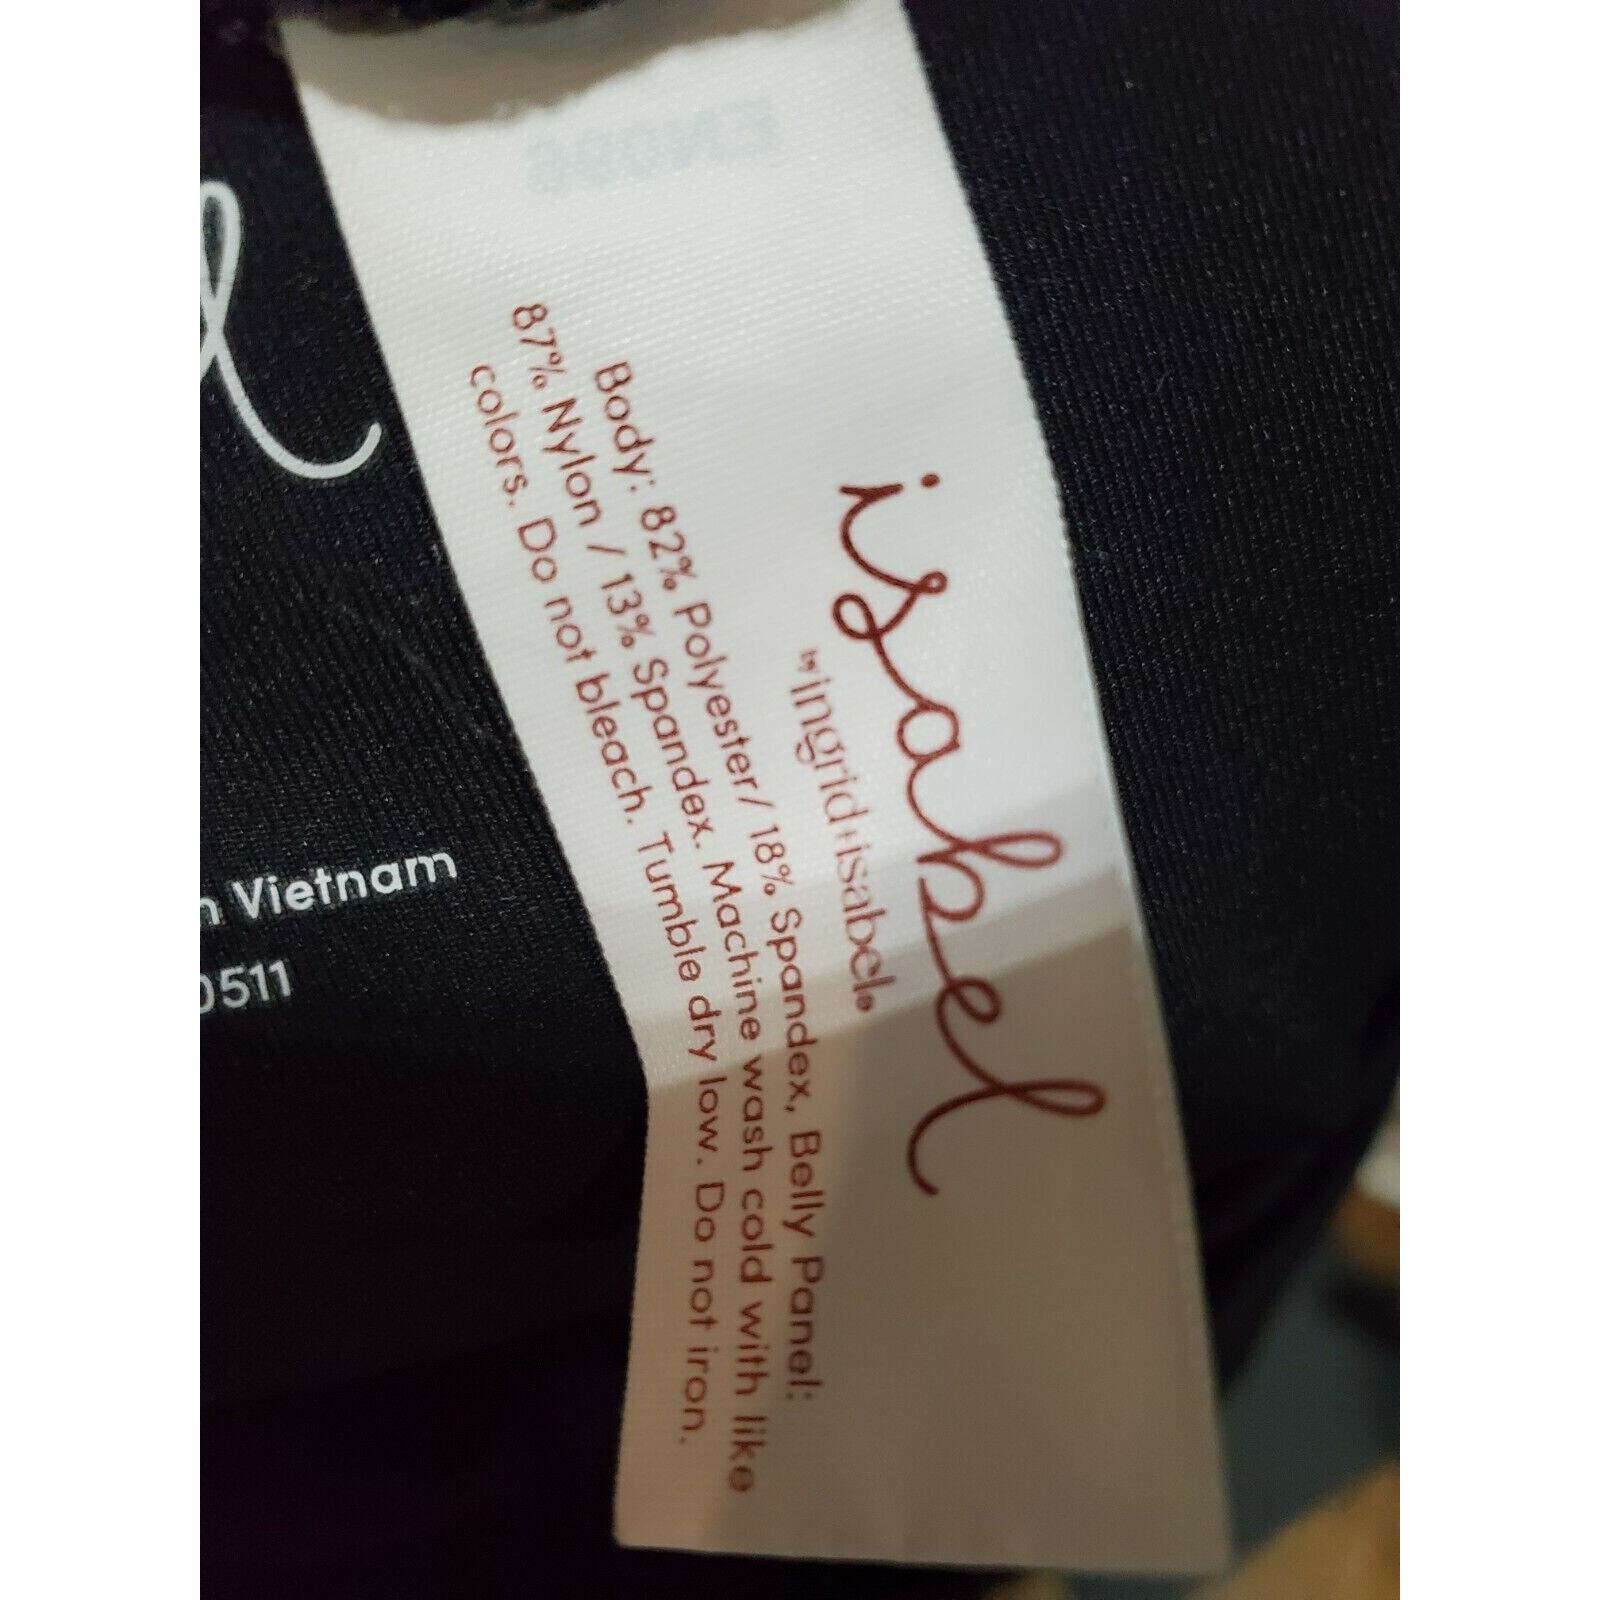 isabel
by ingrid+isabel®
Body: 82% Polyester/ 18% Spandex, Belly Panel:
87% Nylon / 13% Spandex. Machine wash cold with like
colors. Do not bleach. Tumble dry low. Do not iron.
n Vietnam
0511